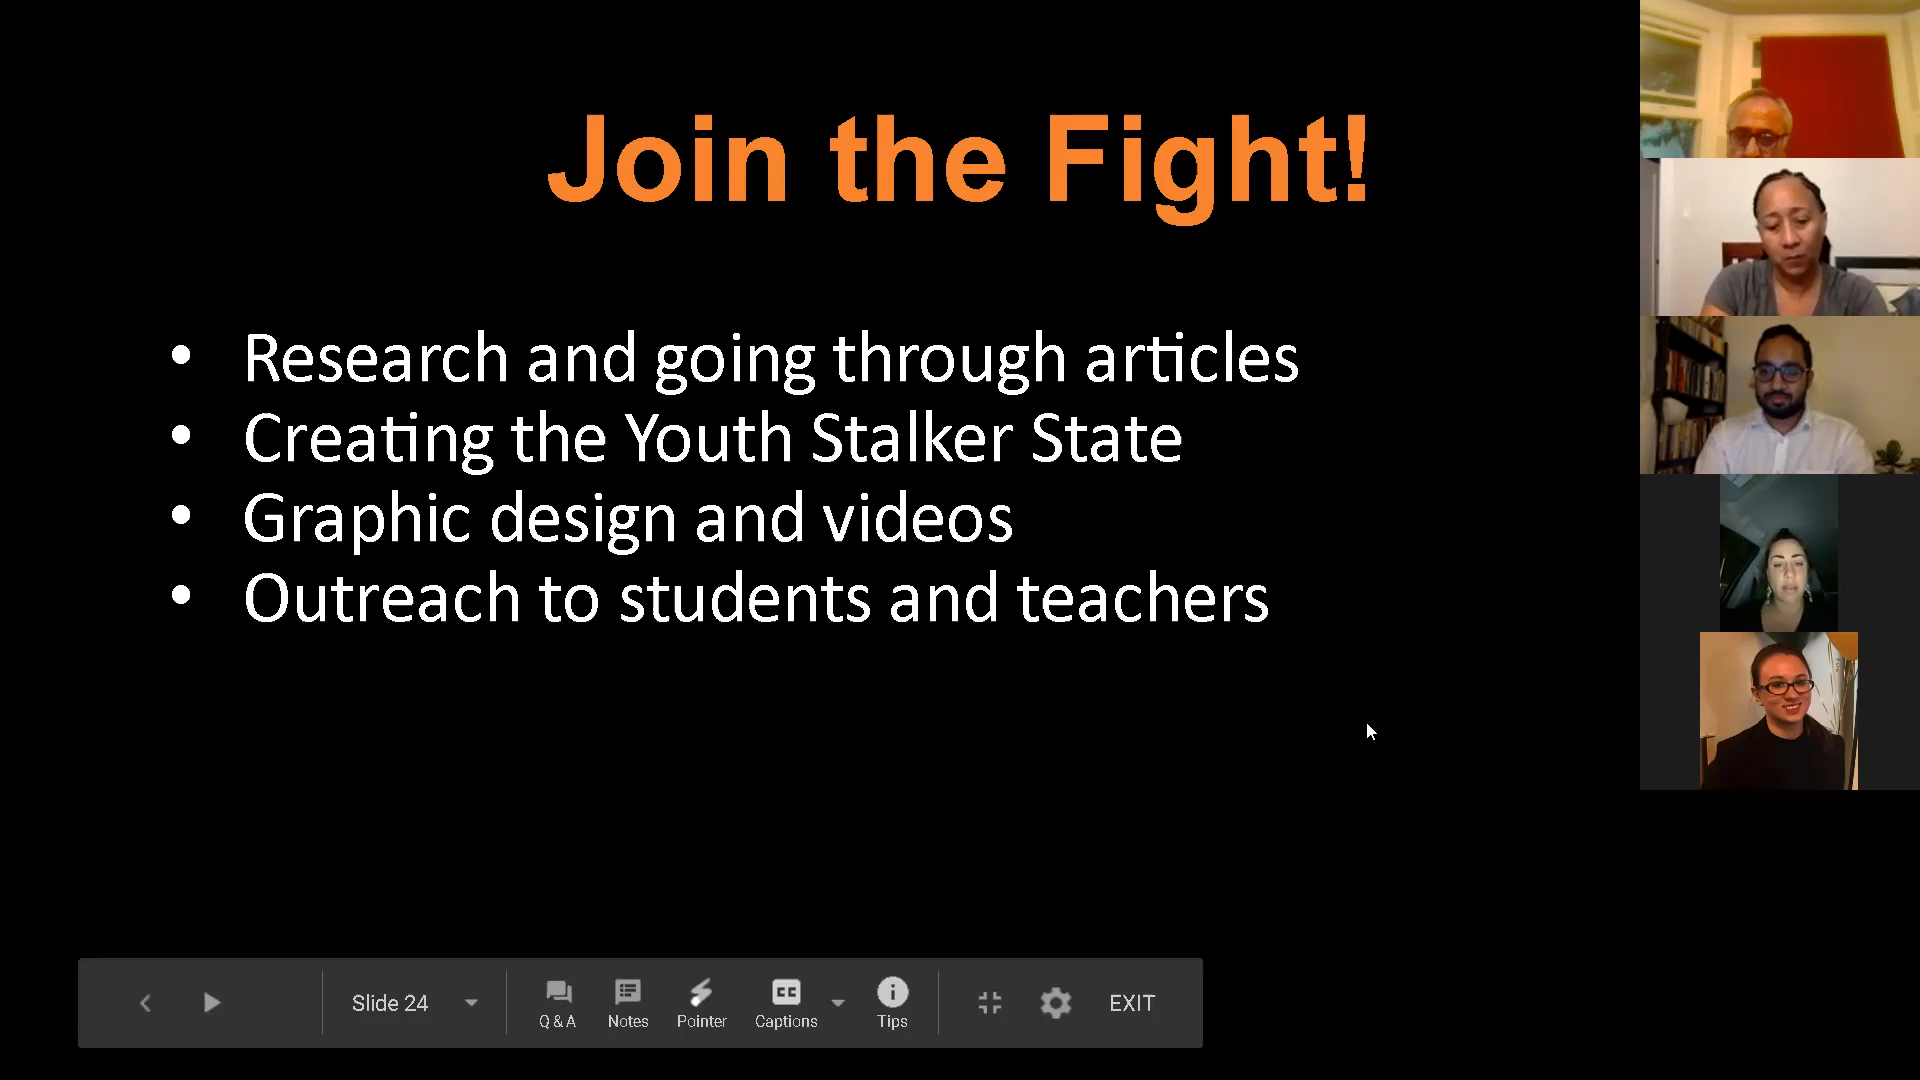 Join the Fight!
• Research and going through articles
• Creating the Youth Stalker State
• Graphic design and videos
• Outreach to students and teachers
Slide 24
Q & A
Notes
Pointer
CC
Captions
Tips
EXIT